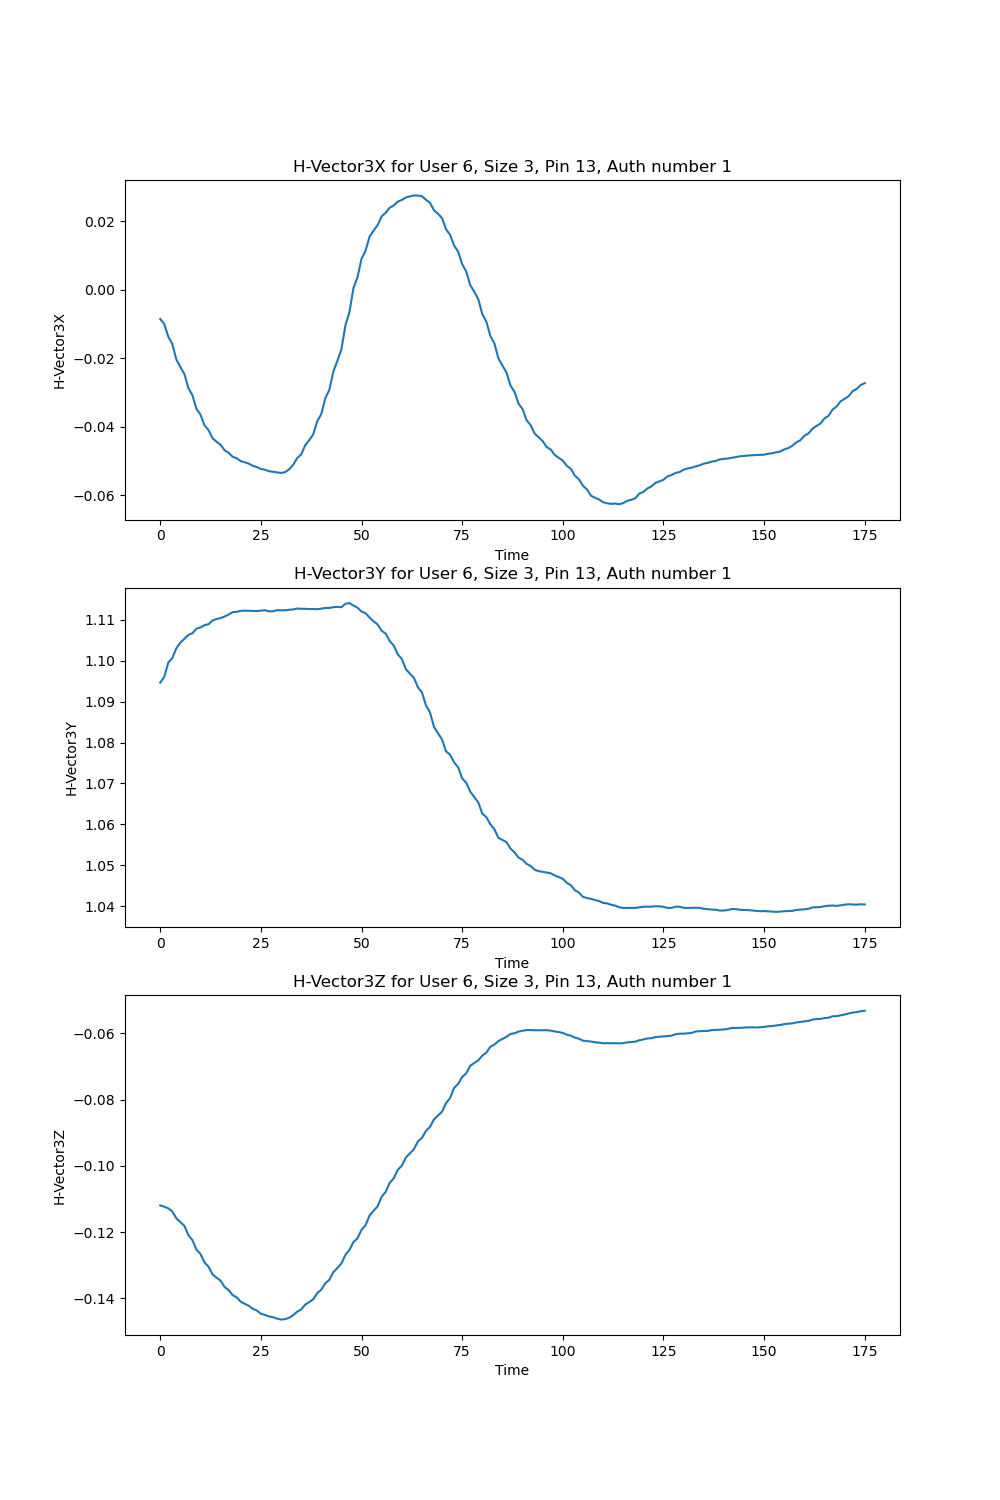 H-Vector3X for User 6, Size 3, Pin 13, Auth number 1
0.02
0.00
−0.02
−0.04
−0.06
H-Vector3X
0 25 50 75 100 125 150 175
Time
H-Vector3Y for User 6, Size 3, Pin 13, Auth number 1
1.11
1.10
1.09
1.08
1.07
1.06
1.05
1.04
H-Vector3Y
0 25 50 75 100 125 150 175
Time
H-Vector3Z for User 6, Size 3, Pin 13, Auth number 1
−0.06
−0.08
−0.10
−0.12
−0.14
H-Vector3Z
0 25 50 75 100 125 150 175
Time